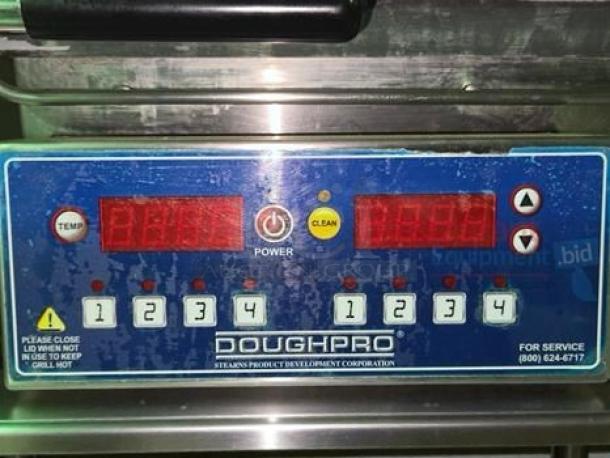 TEMP
POWER
CLEAN
1 2 3 4
1 2 3 4
PLEASE CLOSE
LID WHEN NOT
IN USE TO KEEP
GRILL HOT
DOUGHPRO®
STEARNS PRODUCT DEVELOPMENT CORPORATION
FOR SERVICE
(800) 624-6717
.bid